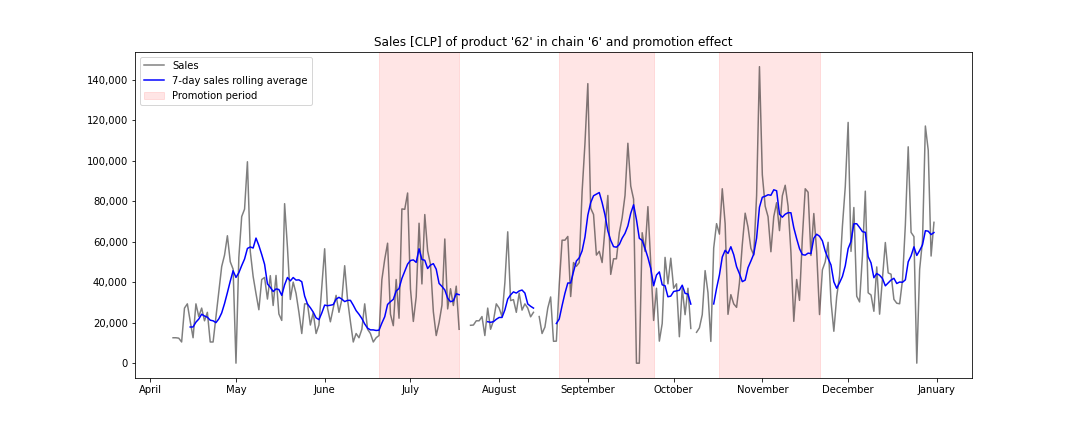 Sales [CLP] of product '62' in chain '6' and promotion effect
Sales
7-day sales rolling average
Promotion period
140,000
120,000
100,000
80,000
60,000
40,000
20,000
0
April May June July August September October November December January